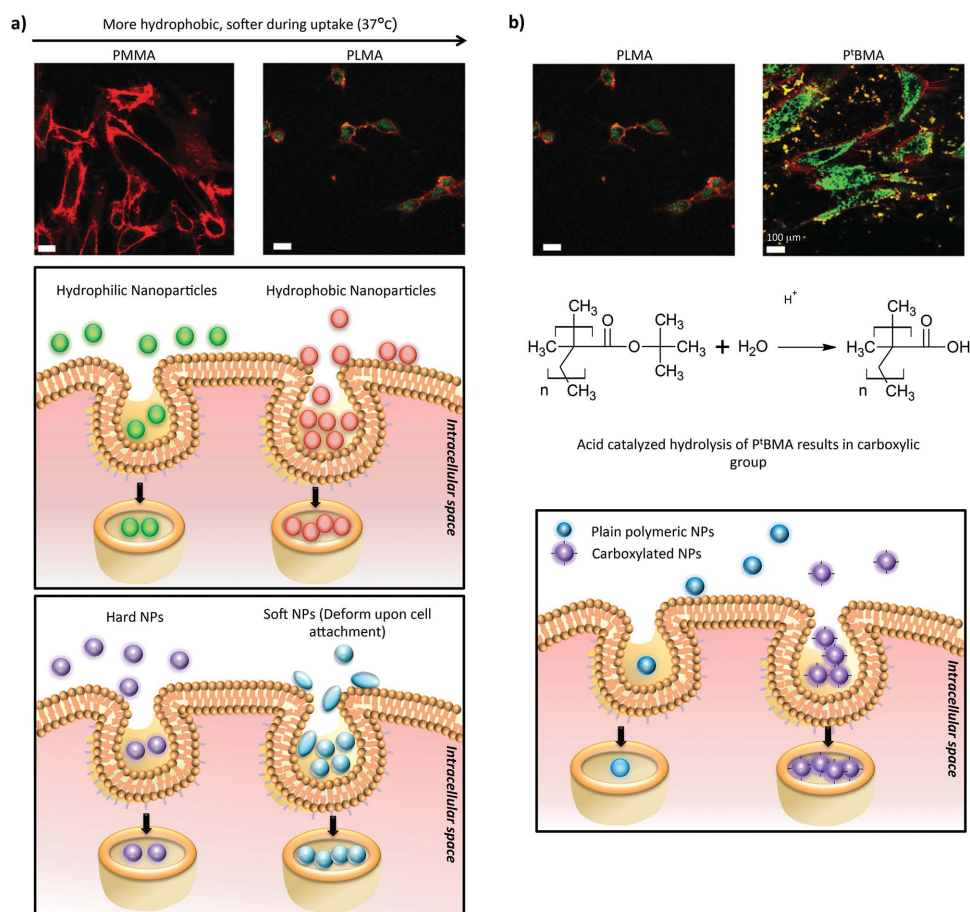 a)
More hydrophobic, softer during uptake (37°C)
PMMA
PLMA
Hydrophilic Nanoparticles
Hydrophobic Nanoparticles
Intracellular space
Hard NPs
Soft NPs (Deform upon cell
attachment)
Intracellular space
b)
PLMA
PᵗBMA
100 μm
CH₃
O
CH₃
H₃C
O
CH₃
CH₃
n
CH₃
+
H₂O
H⁺
CH₃
O
H₃C
OH
n
CH₃
Acid catalyzed hydrolysis of PᵗBMA results in carboxylic
group
Plain polymeric NPs
Carboxylated NPs
Intracellular space